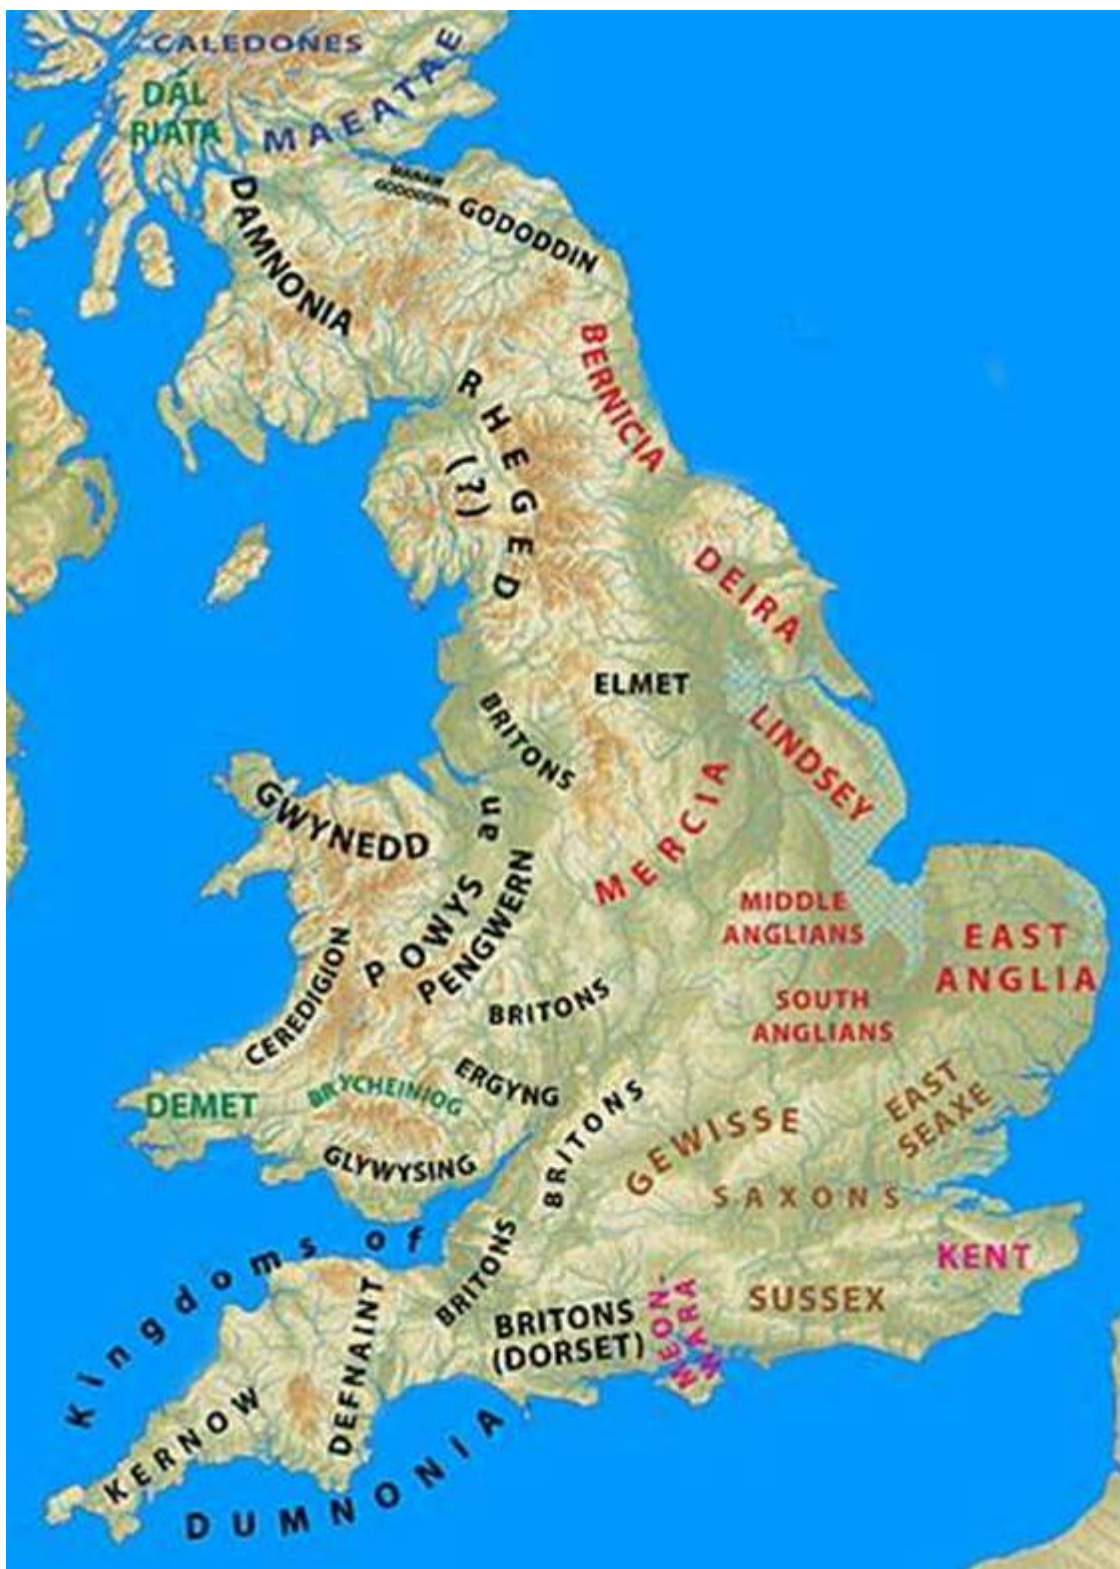 CALEDONES
DÁL
RIATA
MAEATAE
MANAW
GODODDIN
GODODDIN
DAMNONIA
BERNICIA
RHEGED
(?)
DEIRA
ELMET
BRITONS
LINDSEY
MERCIA
GWYNEDD
POWYS an
PENGWERN
MIDDLE
ANGLIANS
EAST
ANGLIA
CEREDIGION
BRITONS
SOUTH
ANGLIANS
DEMET
BRYCHEINIOG
ERGYNG
GLYWYSING
BRITONS
GEWISSE
EAST
SEAXE
SAXONS
KENT
SUSSEX
Kingdoms of
BRITONS
BRITONS
(DORSET)
MEON-
WARA
DEFNAINT
KERNOW
DUMNONIA